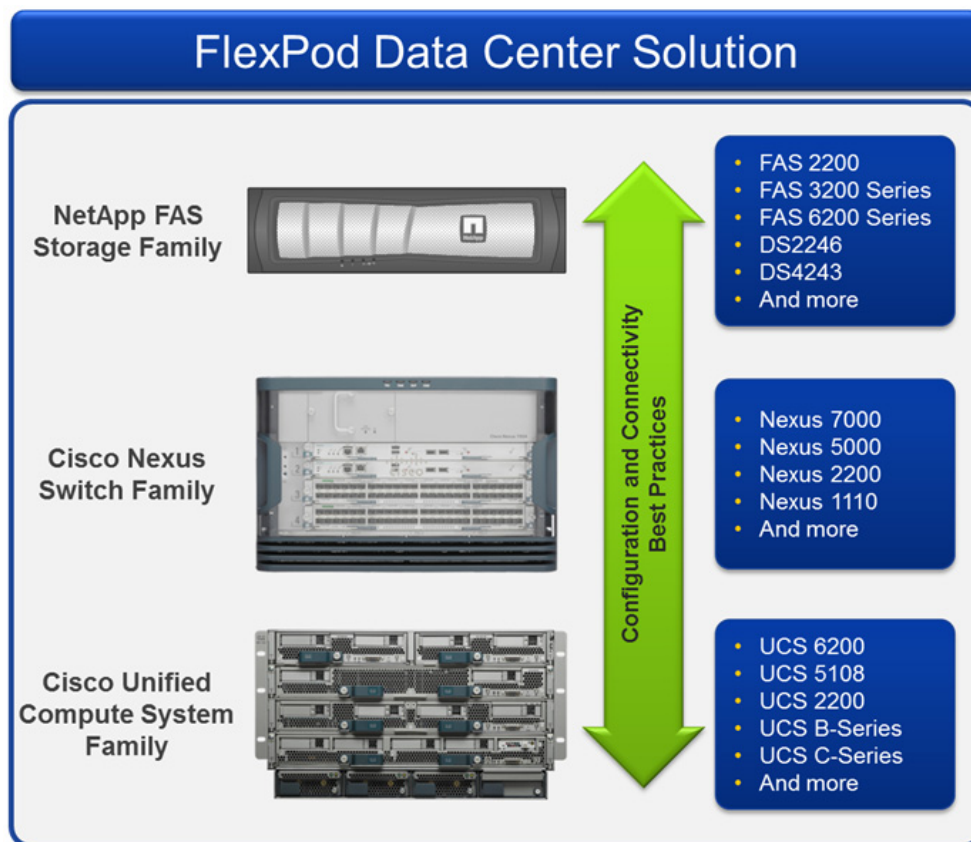 FlexPod Data Center Solution
NetApp FAS
Storage Family
NetApp
• FAS 2200
• FAS 3200 Series
• FAS 6200 Series
• DS2246
• DS4243
• And more
Configuration and Connectivity
Best Practices
Cisco Nexus
Switch Family
• Nexus 7000
• Nexus 5000
• Nexus 2200
• Nexus 1110
• And more
Cisco Unified
Compute System
Family
• UCS 6200
• UCS 5108
• UCS 2200
• UCS B-Series
• UCS C-Series
• And more